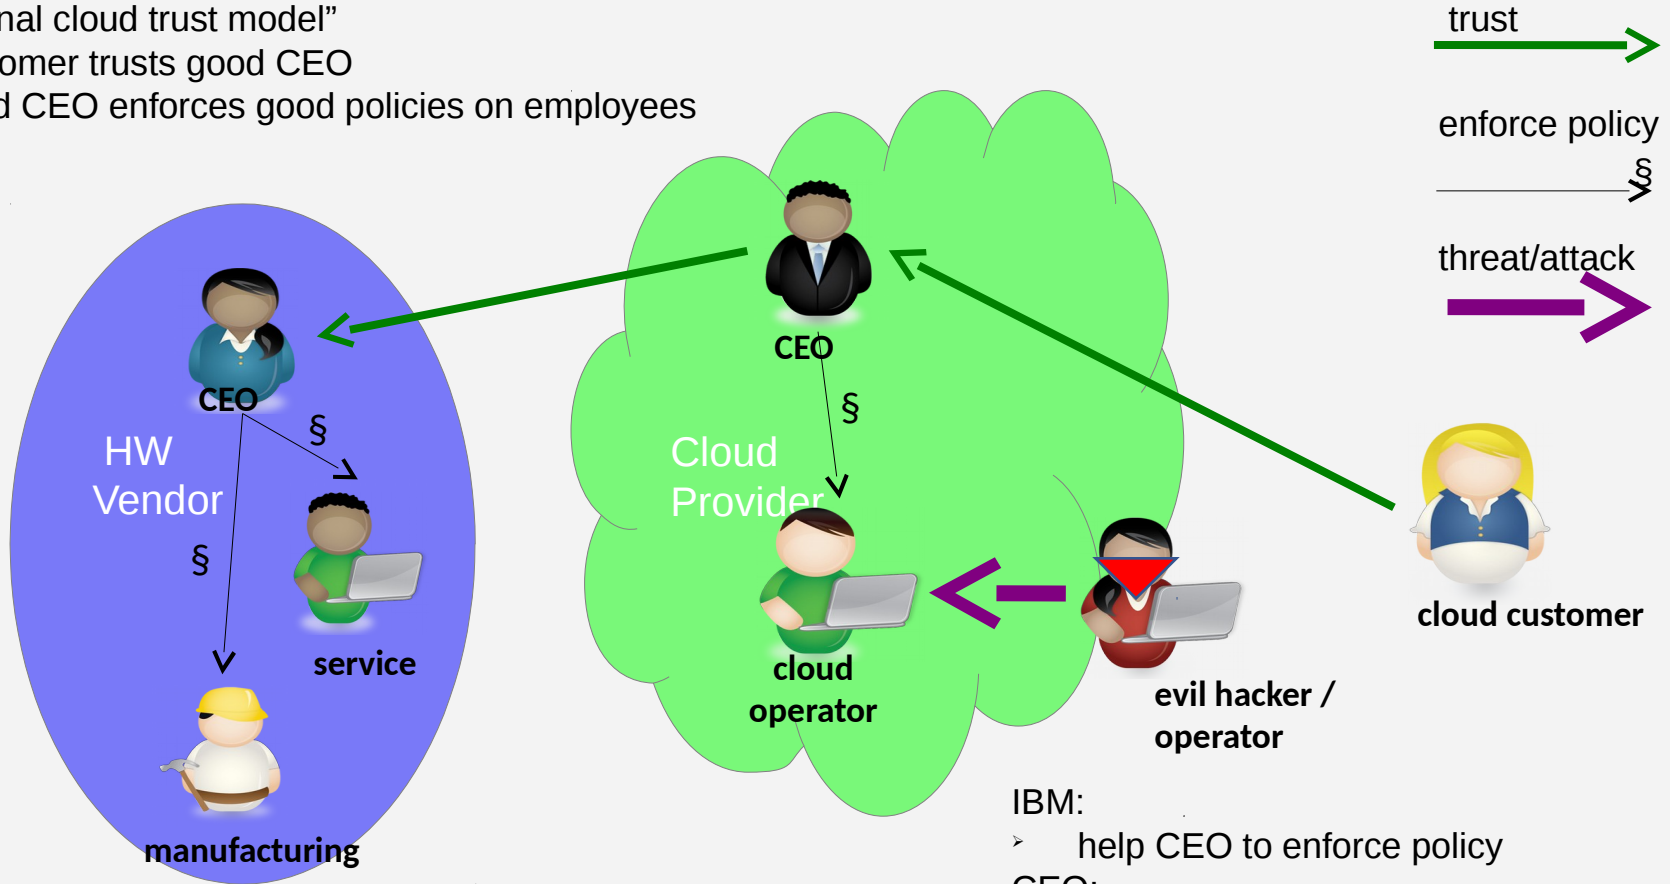 nal cloud trust model”
omer trusts good CEO
d CEO enforces good policies on employees
trust
enforce policy
§
threat/attack
CEO
§
HW
Vendor
§
service
manufacturing
CEO
§
Cloud
Provider
cloud
operator
evil hacker /
operator
cloud customer
IBM:
➢ help CEO to enforce policy
CEO: